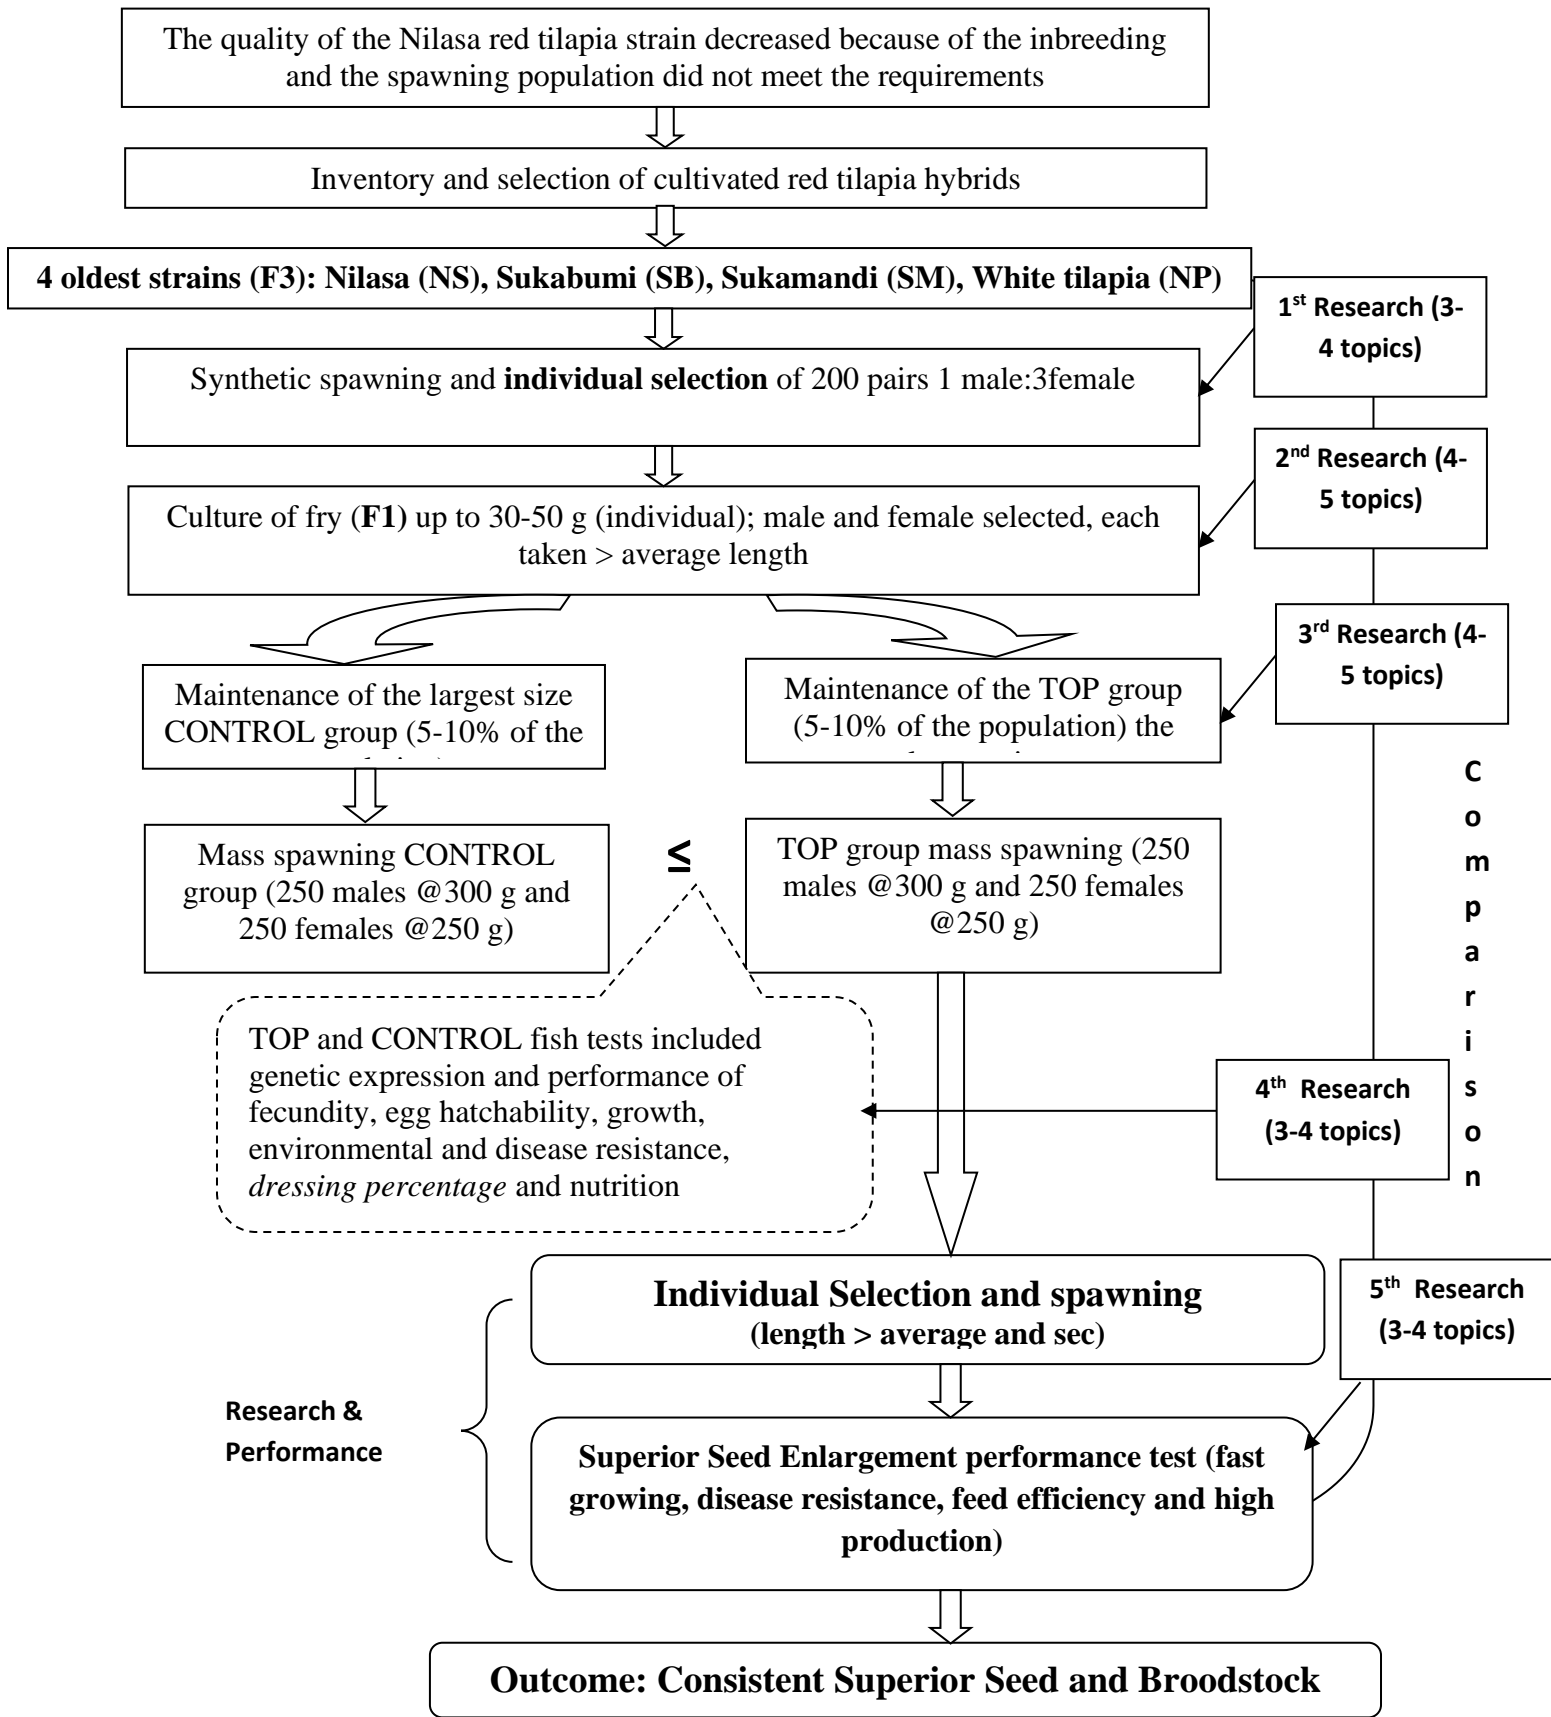 The quality of the Nilasa red tilapia strain decreased because of the inbreeding
and the spawning population did not meet the requirements
Inventory and selection of cultivated red tilapia hybrids
4 oldest strains (F3): Nilasa (NS), Sukabumi (SB), Sukamandi (SM), White tilapia (NP)
1st Research (3-
4 topics)
Synthetic spawning and individual selection of 200 pairs 1 male:3female
2nd Research (4-
5 topics)
Culture of fry (F1) up to 30-50 g (individual); male and female selected, each
taken > average length
3rd Research (4-
5 topics)
Maintenance of the largest size
CONTROL group (5-10% of the
Maintenance of the TOP group
(5-10% of the population) the
Comparison
Mass spawning CONTROL
group (250 males @300 g and
250 females @250 g)
≤
TOP group mass spawning (250
males @300 g and 250 females
@250 g)
TOP and CONTROL fish tests included
genetic expression and performance of
fecundity, egg hatchability, growth,
environmental and disease resistance,
dressing percentage and nutrition
4th Research
(3-4 topics)
Individual Selection and spawning
(length > average and sec)
5th Research
(3-4 topics)
Research &
Performance
Superior Seed Enlargement performance test (fast
growing, disease resistance, feed efficiency and high
production)
Outcome: Consistent Superior Seed and Broodstock